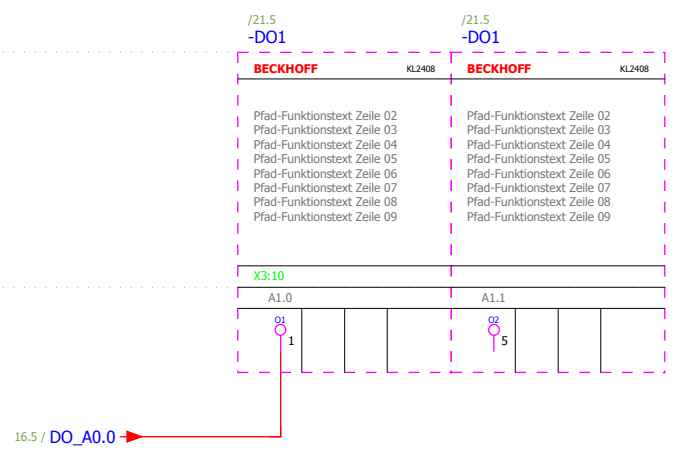 /21.5
-DO1
/21.5
-DO1
BECKHOFF KL2408
BECKHOFF KL2408
Pfad-Funktionstext Zeile 02
Pfad-Funktionstext Zeile 03
Pfad-Funktionstext Zeile 04
Pfad-Funktionstext Zeile 05
Pfad-Funktionstext Zeile 06
Pfad-Funktionstext Zeile 07
Pfad-Funktionstext Zeile 08
Pfad-Funktionstext Zeile 09
Pfad-Funktionstext Zeile 02
Pfad-Funktionstext Zeile 03
Pfad-Funktionstext Zeile 04
Pfad-Funktionstext Zeile 05
Pfad-Funktionstext Zeile 06
Pfad-Funktionstext Zeile 07
Pfad-Funktionstext Zeile 08
Pfad-Funktionstext Zeile 09
X3:10
A1.0
A1.1
O1
1
O2
5
16.5 / DO_A0.0